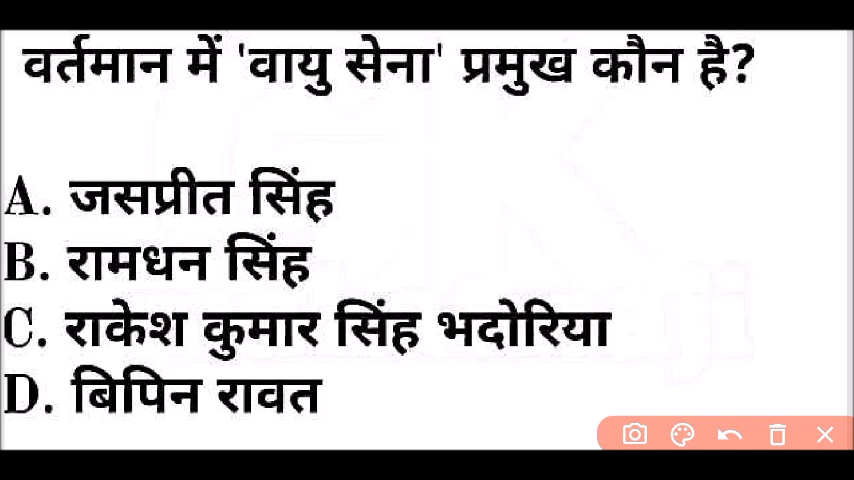 वर्तमान में 'वायु सेना' प्रमुख कौन है?
A. जसप्रीत सिंह
B. रामधन सिंह
C. राकेश कुमार सिंह भदोरिया
D. बिपिन रावत